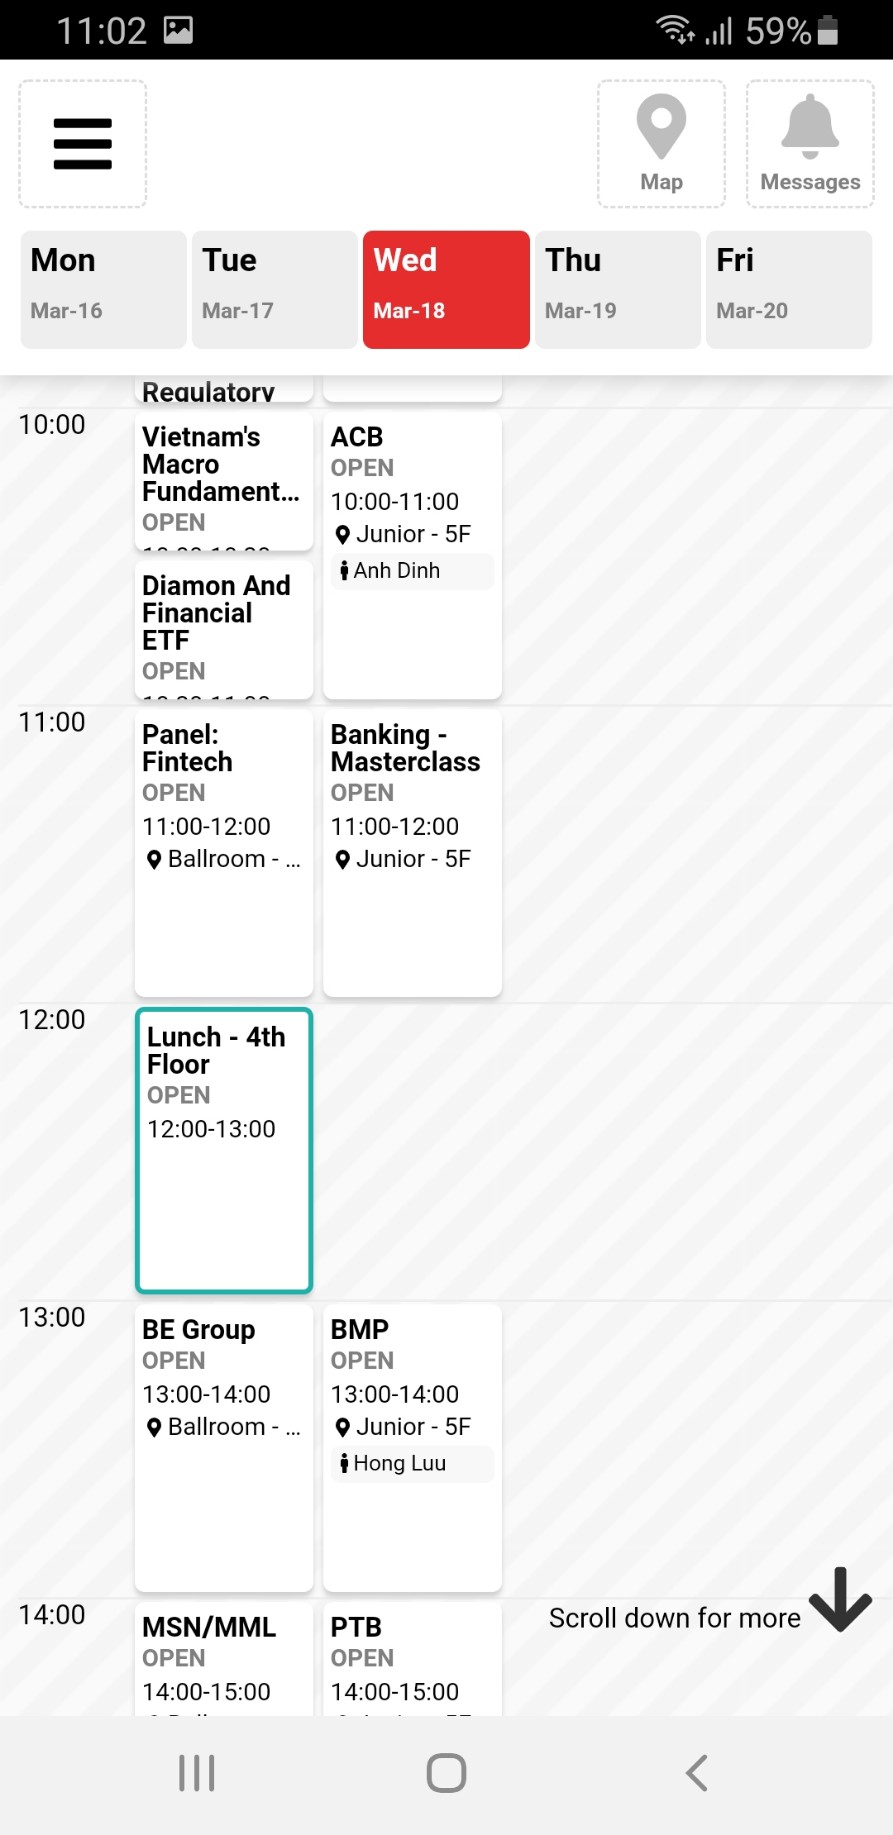 11:02
59%
Map
Messages
Mon
Mar-16
Tue
Mar-17
Wed
Mar-18
Thu
Mar-19
Fri
Mar-20
Regulatory
10:00
Vietnam's
Macro
Fundament...
OPEN
Diamon And
Financial
ETF
OPEN
ACB
OPEN
10:00-11:00
Junior - 5F
Anh Dinh
11:00
Panel:
Fintech
OPEN
11:00-12:00
Ballroom - ...
Banking -
Masterclass
OPEN
11:00-12:00
Junior - 5F
12:00
Lunch - 4th
Floor
OPEN
12:00-13:00
13:00
BE Group
OPEN
13:00-14:00
Ballroom - ...
BMP
OPEN
13:00-14:00
Junior - 5F
Hong Luu
14:00
MSN/MML
OPEN
14:00-15:00
PTB
OPEN
14:00-15:00
Scroll down for more